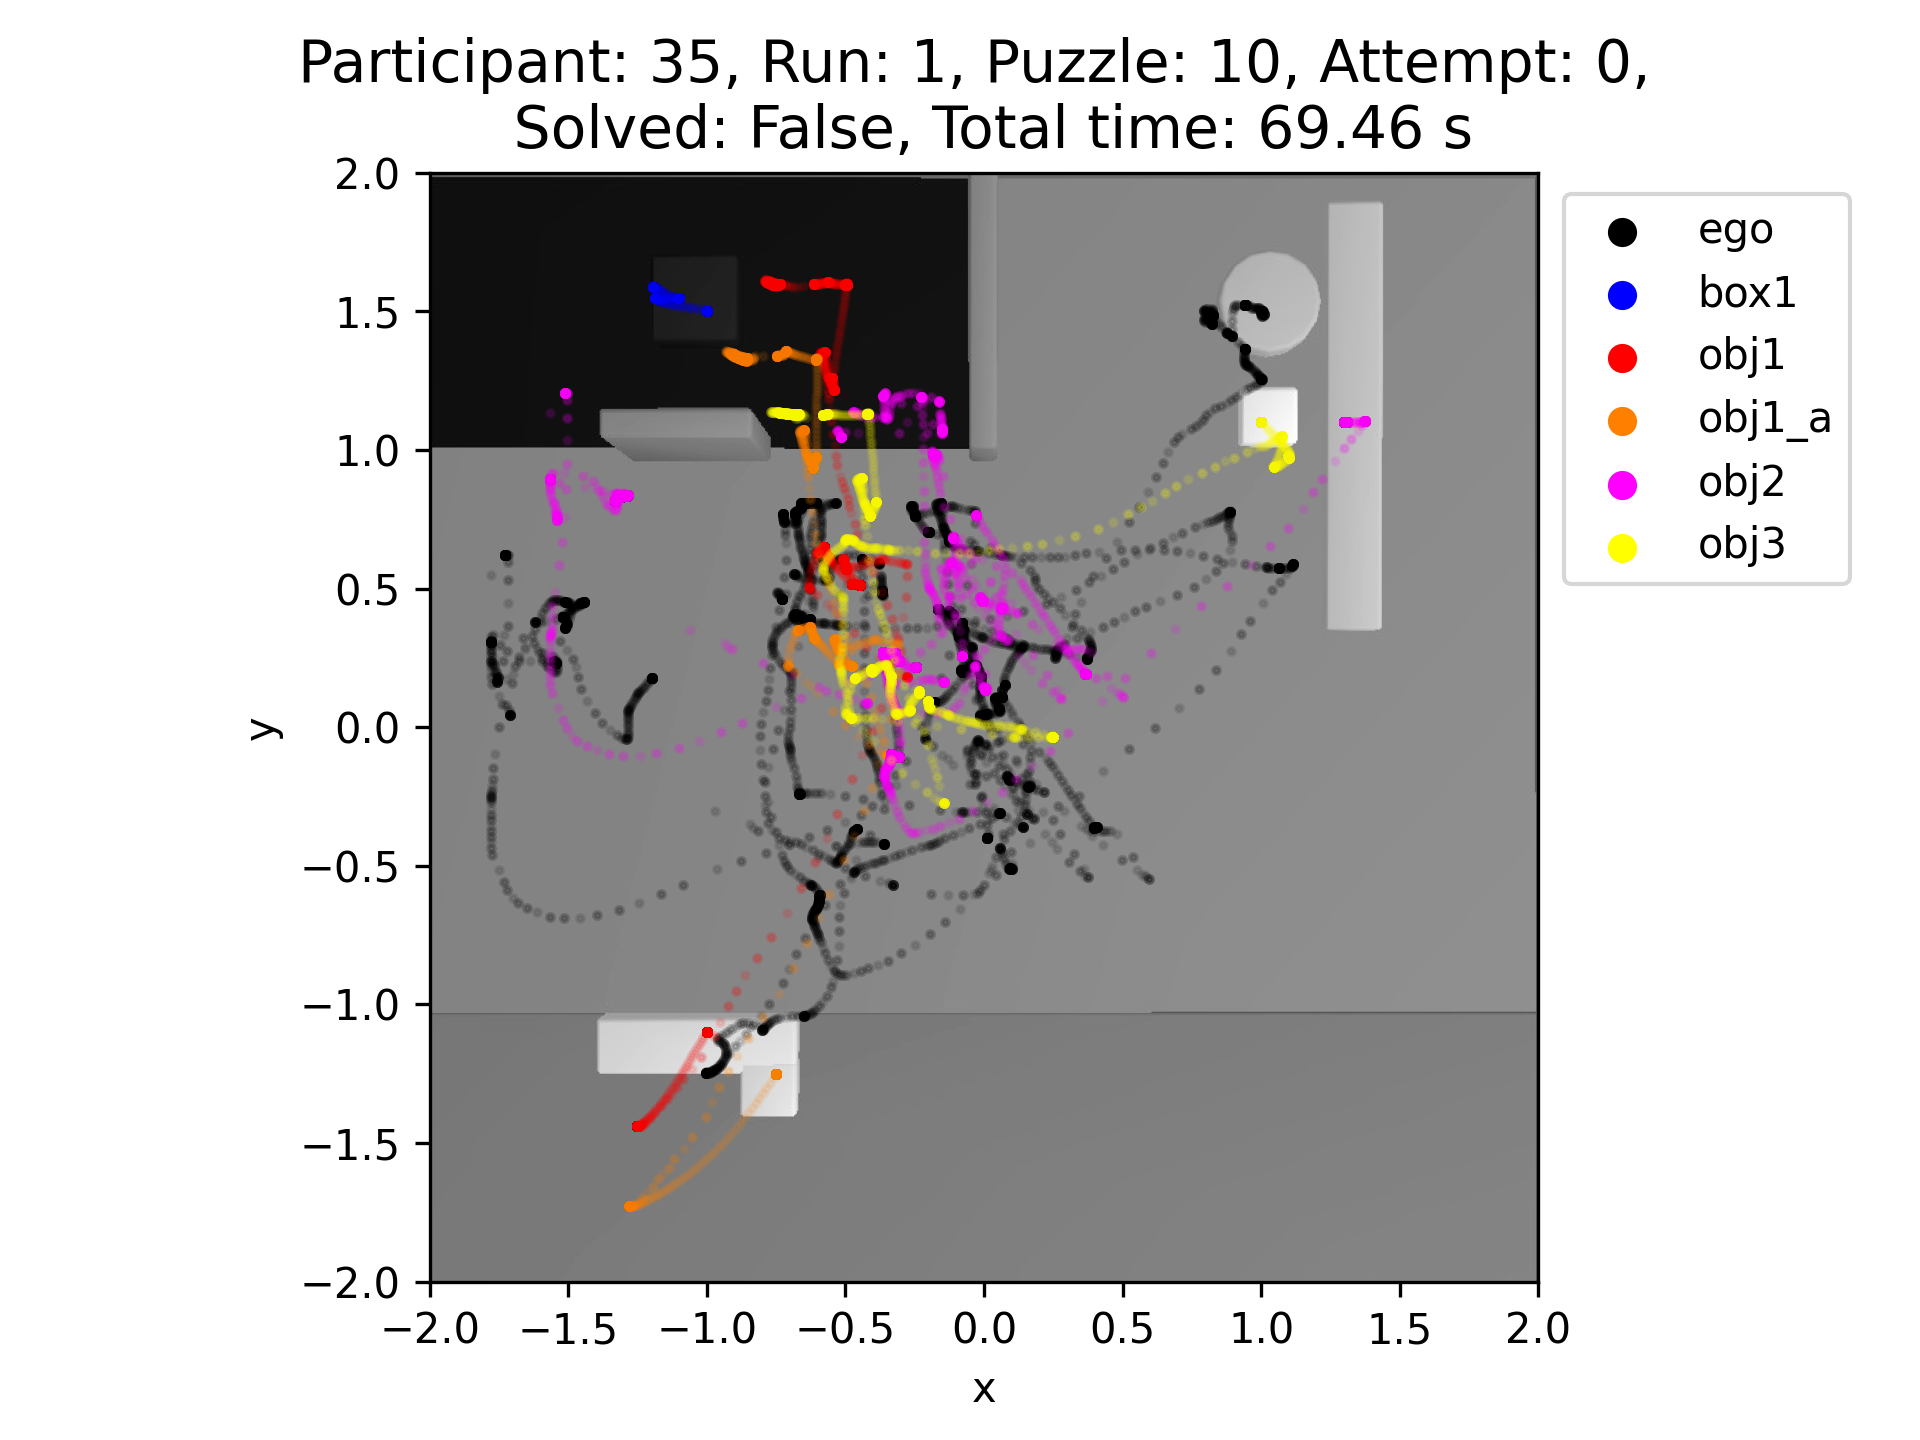 Participant: 35, Run: 1, Puzzle: 10, Attempt: 0,
Solved: False, Total time: 69.46 s
2.0
1.5
1.0
0.5
0.0
−0.5
−1.0
−1.5
−2.0
y
−2.0 −1.5 −1.0 −0.5 0.0 0.5 1.0 1.5 2.0
x
ego
box1
obj1
obj1_a
obj2
obj3